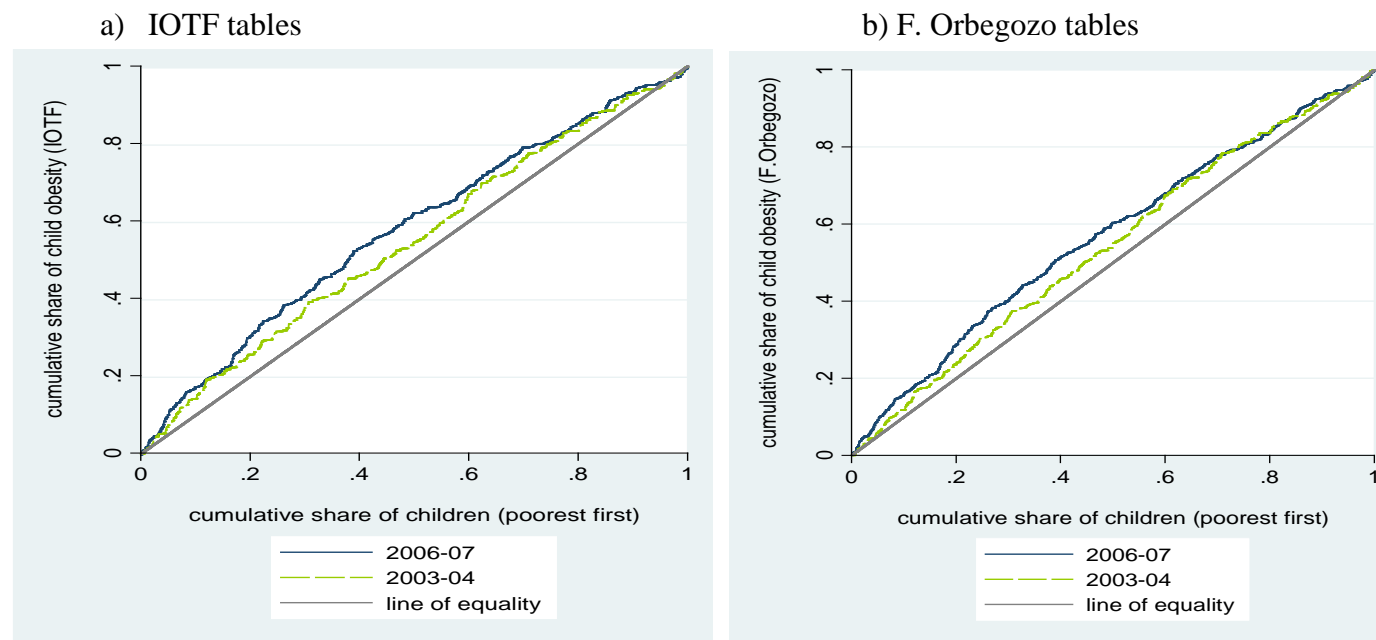 a) IOTF tables
cumulative share of child obesity (IOTF)
1
.8
.6
.4
.2
0
0 .2 .4 .6 .8 1
cumulative share of children (poorest first)
2006-07
2003-04
line of equality
b) F. Orbegozo tables
cumulative share of child obesity (F. Orbegozo)
1
.8
.6
.4
.2
0
0 .2 .4 .6 .8 1
cumulative share of children (poorest first)
2006-07
2003-04
line of equality